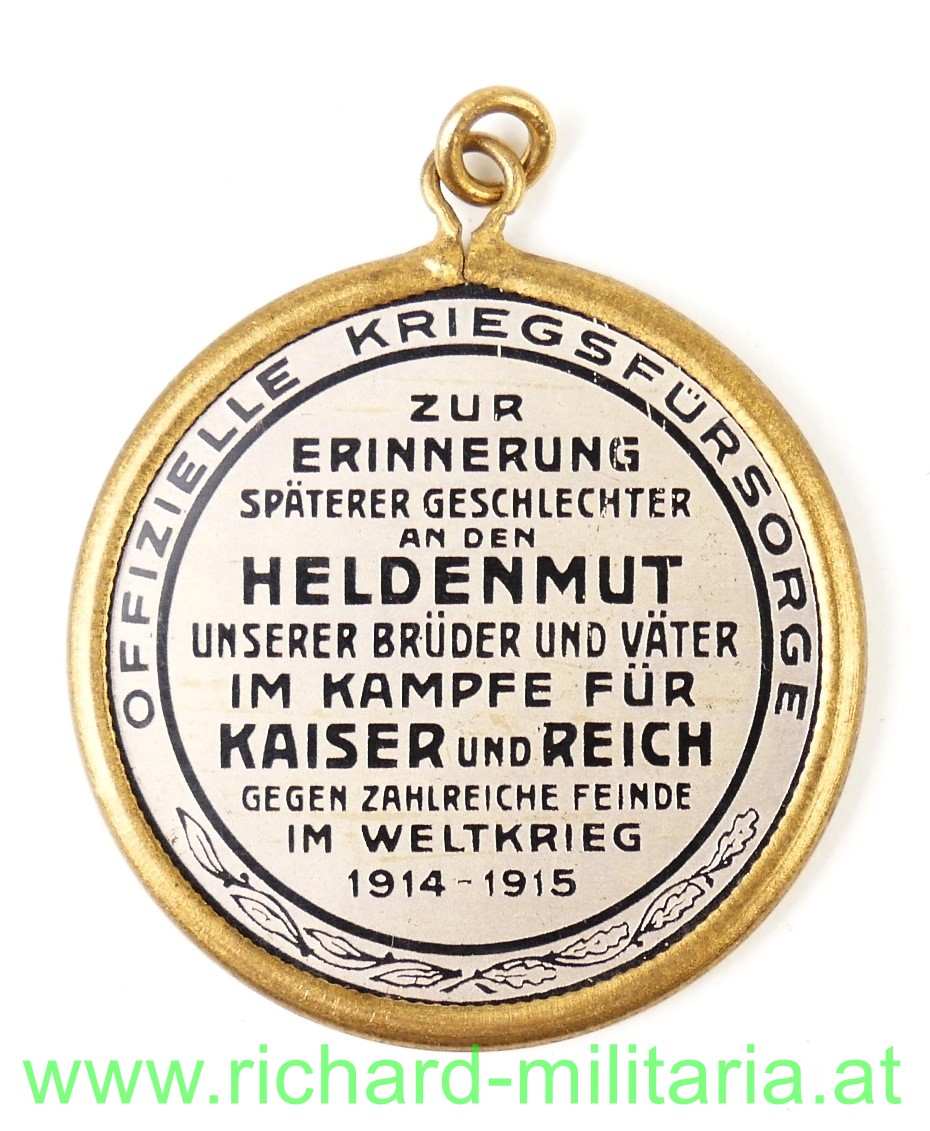 OFFIZIELLE KRIEGSFÜRSORGE
ZUR
ERINNERUNG
SPÄTERER GESCHLECHTER
AN DEN
HELDENMUT
UNSERER BRÜDER UND VÄTER
IM KAMPFE FÜR
KAISER UND REICH
GEGEN ZAHLREICHE FEINDE
IM WELTKRIEG
1914-1915
www.richard-militaria.at